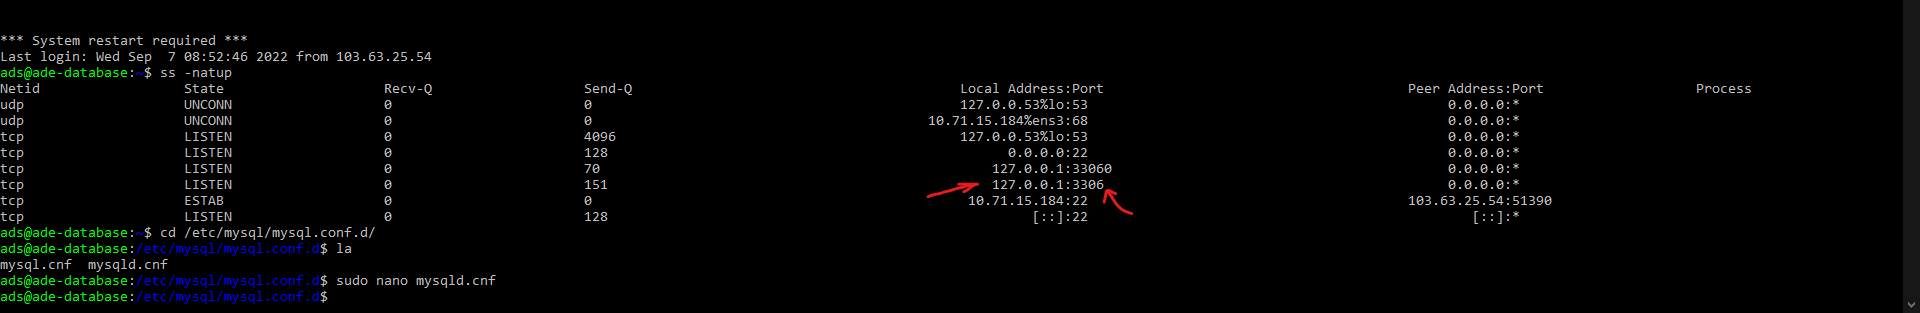 *** System restart required ***
Last login: Wed Sep  7 08:52:46 2022 from 103.63.25.54
ads@ade-database:~$ ss -natup
Netid State Recv-Q Send-Q Local Address:Port Peer Address:Port Process
udp UNCONN 0 0 127.0.0.53%lo:53 0.0.0.0:*
udp UNCONN 0 0 10.71.15.184%ens3:68 0.0.0.0:*
tcp LISTEN 0 4096 127.0.0.53%lo:53 0.0.0.0:*
tcp LISTEN 0 128 0.0.0.0:22 0.0.0.0:*
tcp LISTEN 0 70 127.0.0.1:33060 0.0.0.0:*
tcp LISTEN 0 151 127.0.0.1:3306 0.0.0.0:*
tcp ESTAB 0 0 10.71.15.184:22 103.63.25.54:51390
tcp LISTEN 0 128 [::]:22 [::]:*
ads@ade-database:~$ cd /etc/mysql/mysql.conf.d/
ads@ade-database:/etc/mysql/mysql.conf.d$ la
mysql.cnf  mysqld.cnf
ads@ade-database:/etc/mysql/mysql.conf.d$ sudo nano mysqld.cnf
ads@ade-database:/etc/mysql/mysql.conf.d$